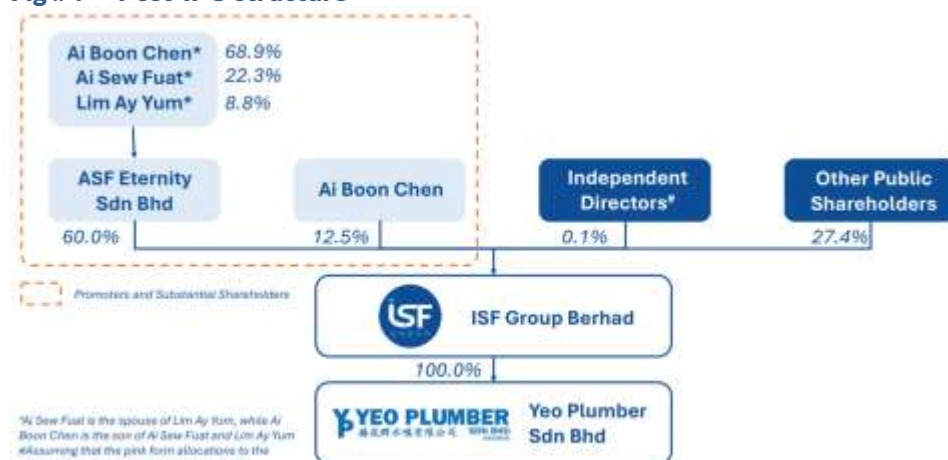 Ai Boon Chen* 68.9%
Ai Sew Fuat* 22.3%
Lim Ay Yum* 8.8%
ASF Eternity
Sdn Bhd
Ai Boon Chen
Independent
Directors#
Other Public
Shareholders
60.0%
12.5%
0.1%
27.4%
Promoters and Substantial Shareholders
iSF
ISF Group Berhad
100.0%
YEO PLUMBER SDN BHD
Yeo Plumber
Sdn Bhd
*Ai Sew Fuat is the spouse of Lim Ay Yum, while Ai
Boon Chen is the son of Ai Sew Fuat and Lim Ay Yum
#Assuming that the pink form allocations to the